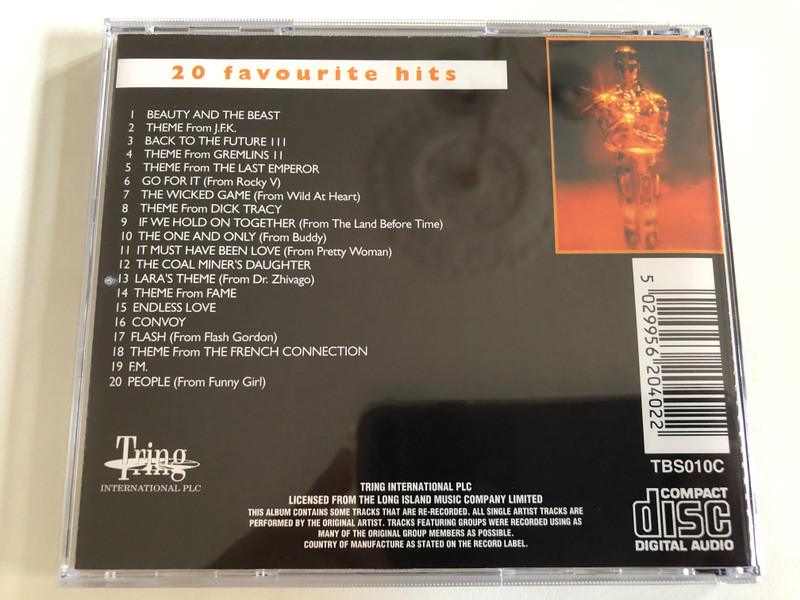 20 favourite hits
1 BEAUTY AND THE BEAST
2 THEME From J.F.K.
3 BACK TO THE FUTURE 111
4 THEME From GREMLINS 11
5 THEME From THE LAST EMPEROR
6 GO FOR IT (From Rocky V)
7 THE WICKED GAME (From Wild At Heart)
8 THEME From DICK TRACY
9 IF WE HOLD ON TOGETHER (From The Land Before Time)
10 THE ONE AND ONLY (From Buddy)
11 IT MUST HAVE BEEN LOVE (From Pretty Woman)
12 THE COAL MINER'S DAUGHTER
13 LARA'S THEME (From Dr. Zhivago)
14 THEME From FAME
15 ENDLESS LOVE
16 CONVOY
17 FLASH (From Flash Gordon)
18 THEME From THE FRENCH CONNECTION
19 F.M.
20 PEOPLE (From Funny Girl)
5 029956 204022
TBS010C
Tring
INTERNATIONAL PLC
TRING INTERNATIONAL PLC
LICENSED FROM THE LONG ISLAND MUSIC COMPANY LIMITED
THIS ALBUM CONTAINS SOME TRACKS THAT ARE RE-RECORDED. ALL SINGLE ARTIST TRACKS ARE
PERFORMED BY THE ORIGINAL ARTIST. TRACKS FEATURING GROUPS WERE RECORDED USING AS
MANY OF THE ORIGINAL GROUP MEMBERS AS POSSIBLE.
COUNTRY OF MANUFACTURE AS STATED ON THE RECORD LABEL.
COMPACT
disc
DIGITAL AUDIO